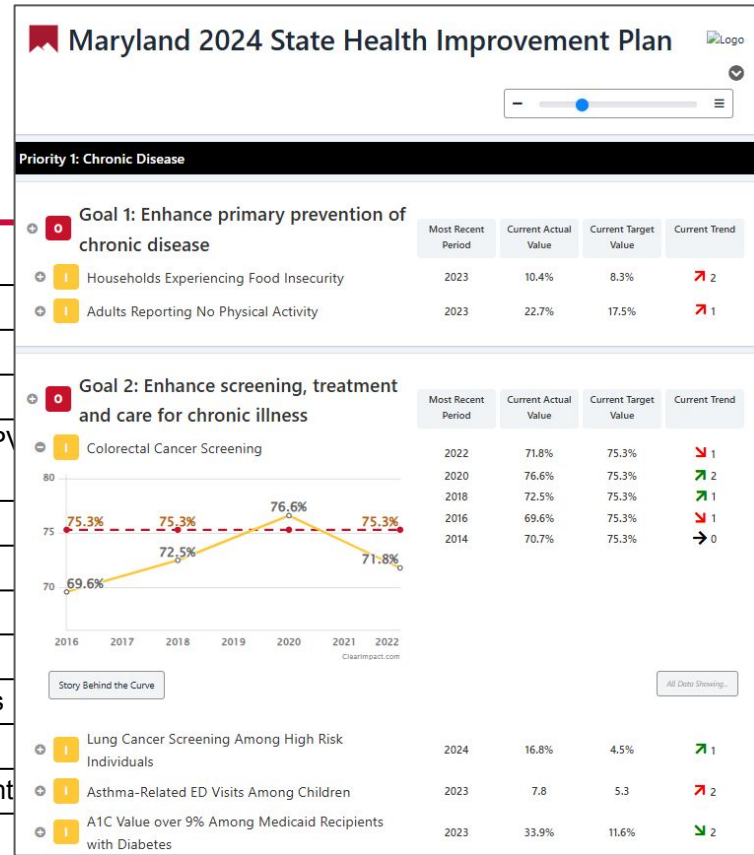 Maryland 2024 State Health Improvement Plan
Logo
Priority 1: Chronic Disease
O Goal 1: Enhance primary prevention of chronic disease
Most Recent Period Current Actual Value Current Target Value Current Trend
I Households Experiencing Food Insecurity 2023 10.4% 8.3% 2
I Adults Reporting No Physical Activity 2023 22.7% 17.5% 1
O Goal 2: Enhance screening, treatment and care for chronic illness
Most Recent Period Current Actual Value Current Target Value Current Trend
I Colorectal Cancer Screening
2022 71.8% 75.3% 1
2020 76.6% 75.3% 2
2018 72.5% 75.3% 1
2016 69.6% 75.3% 1
2014 70.7% 75.3% 0
80
76.6%
75.3% 75.3% 75.3%
75
72.5% 71.8%
70 69.6%
2016 2017 2018 2019 2020 2021 2022
ClearImpact.com
Story Behind the Curve
All Data Showing...
I Lung Cancer Screening Among High Risk Individuals 2024 16.8% 4.5% 1
I Asthma-Related ED Visits Among Children 2023 7.8 5.3 2
I A1C Value over 9% Among Medicaid Recipients with Diabetes 2023 33.9% 11.6% 2